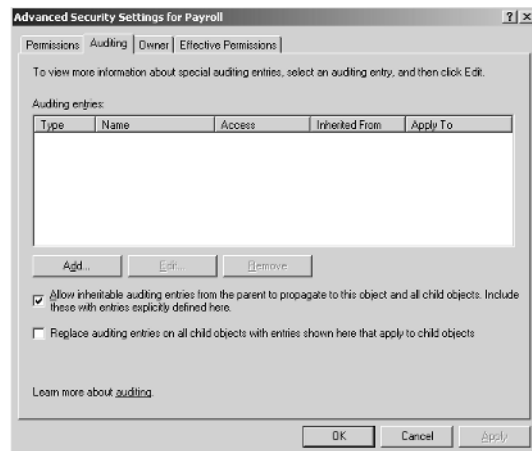 Advanced Security Settings for Payroll
Permissions Auditing Owner Effective Permissions
To view more information about special auditing entries, select an auditing entry, and then click Edit.
Auditing entries:
Type Name Access Inherited From Apply To
Add... Edit... Remove
Allow inheritable auditing entries from the parent to propagate to this object and all child objects. Include
these with entries explicitly defined here.
Replace auditing entries on all child objects with entries shown here that apply to child objects
Learn more about auditing.
OK Cancel Apply